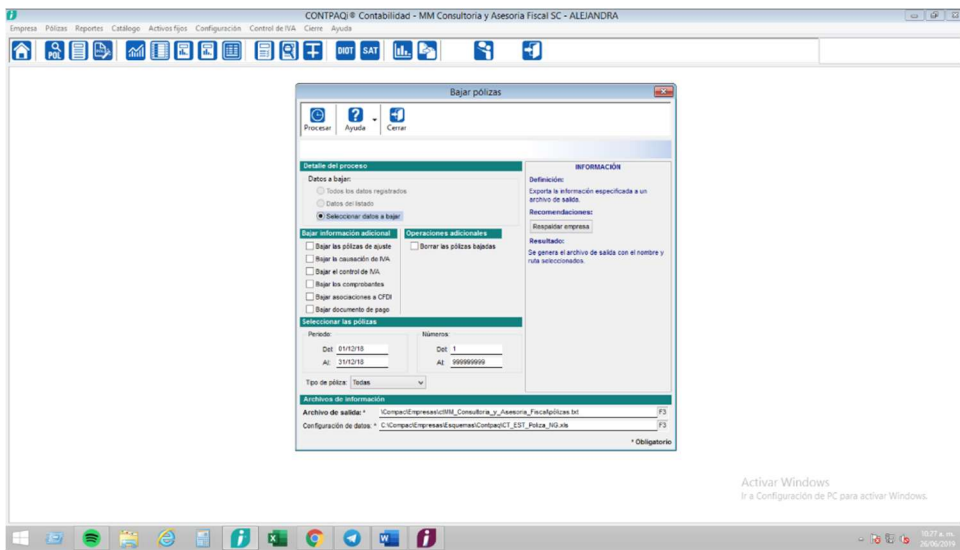 CONTPAQi® Contabilidad - MM Consultoria y Asesoria Fiscal SC - ALEJANDRA
Empresa Pólizas Reportes Catálogo Activos fijos Configuración Control de IVA Cierre Ayuda
POL DIOT SAT
Bajar pólizas
Procesar Ayuda Cerrar
Detalle del proceso
Datos a bajar:
Todos los datos registrados
Datos del listado
Seleccionar datos a bajar
Bajar información adicional
Bajar las pólizas de ajuste
Bajar la causación de IVA
Bajar el control de IVA
Bajar los comprobantes
Bajar asociaciones a CFDI
Bajar documento de pago
Operaciones adicionales
Borrar las pólizas bajadas
Seleccionar las pólizas
Periodo:
Del: 01/12/18
Al: 31/12/18
Números:
Del: 1
Al: 999999999
Tipo de póliza: Todas
INFORMACIÓN
Definición:
Exporta la información especificada a un
archivo de salida.
Recomendaciones:
Respaldar empresa
Resultado:
Se genera el archivo de salida con el nombre y
ruta seleccionados.
Archivos de información
Archivo de salida: * \Compac\Empresas\ctMM_Consultoria_y_Asesoria_Fiscal\pólizas.txt F3
Configuración de datos: * C:\Compac\Empresas\Esquemas\Contpaq\CT_EST_Poliza_NG.xls F3
* Obligatorio
Activar Windows
Ir a Configuración de PC para activar Windows.
10:27 a. m.
26/06/2019